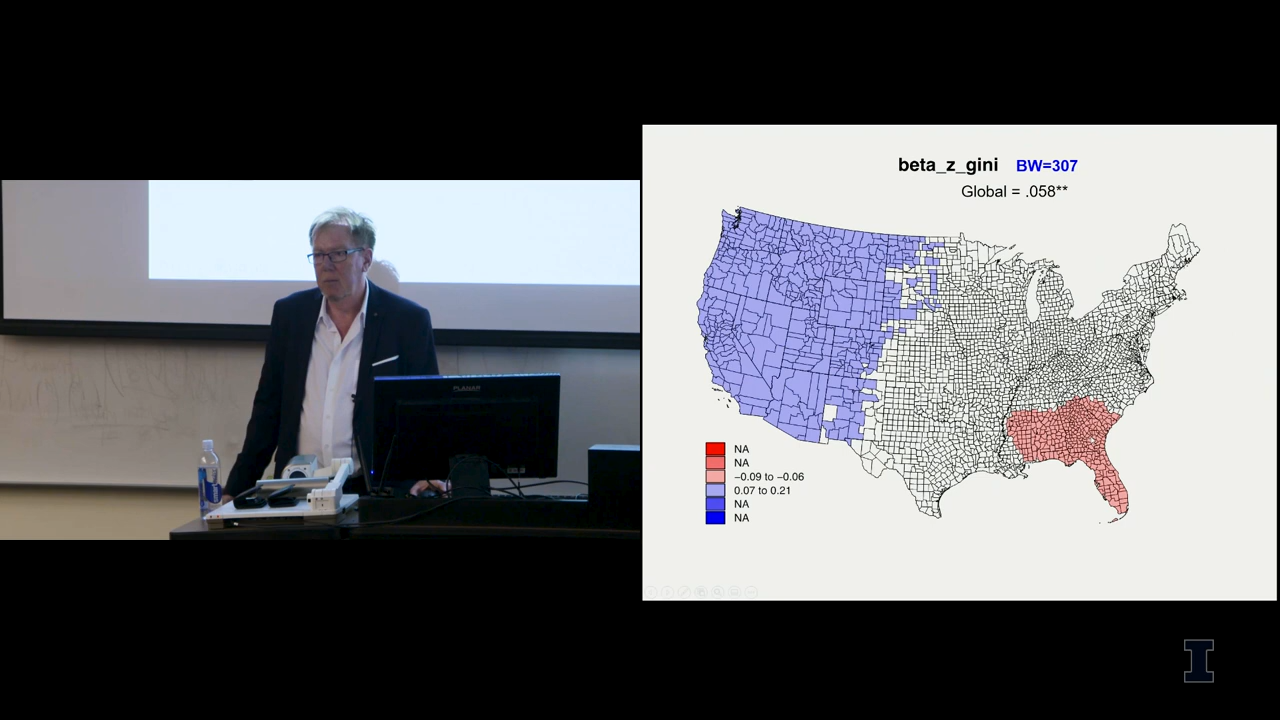 beta_z_gini BW=307
Global = .058**
NA
NA
−0.09 to −0.06
0.07 to 0.21
NA
NA
PLANAR
I